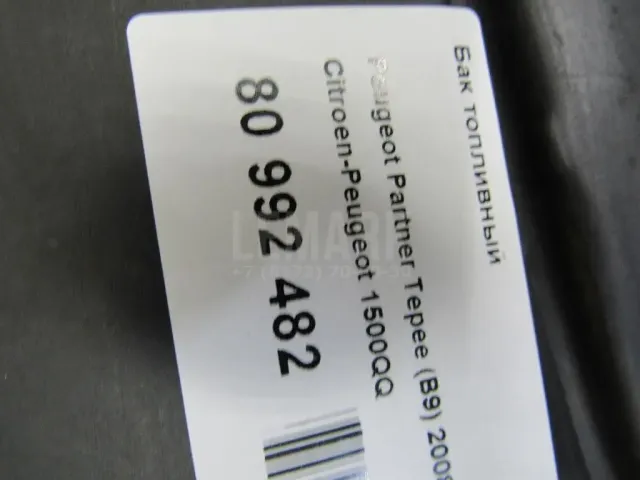 Бак топливный
Peugeot Partner Tepee (B9) 2008
Citroen-Peugeot 1500QQ
80 992 482